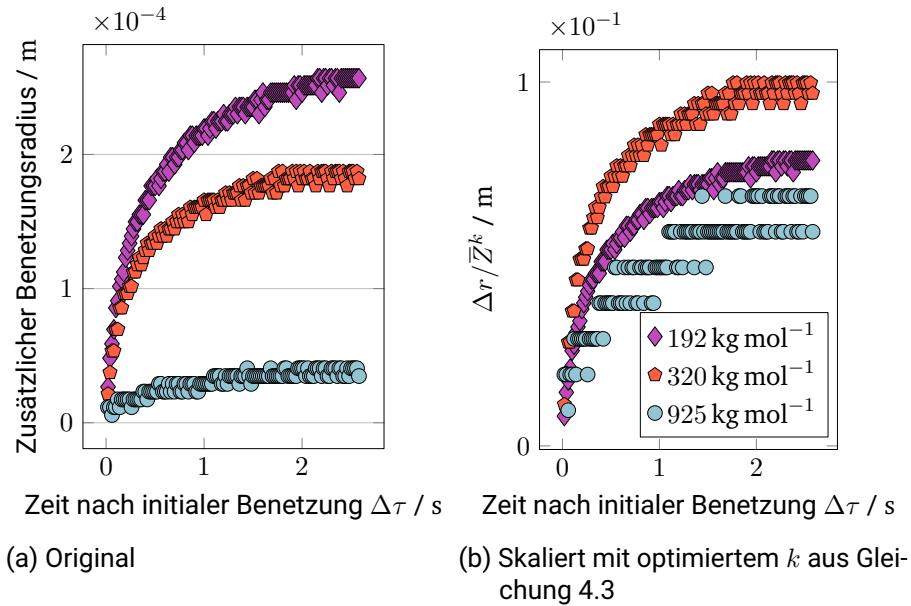 ×10⁻⁴
Zusätzlicher Benetzungsradius / m
2
1
0
0
1
2
Zeit nach initialer Benetzung Δτ / s
(a) Original
×10⁻¹
Δr/Z̅ᵏ / m
1
0
192 kg mol⁻¹
320 kg mol⁻¹
925 kg mol⁻¹
0
1
2
Zeit nach initialer Benetzung Δτ / s
(b) Skaliert mit optimiertem k aus Glei-
chung 4.3